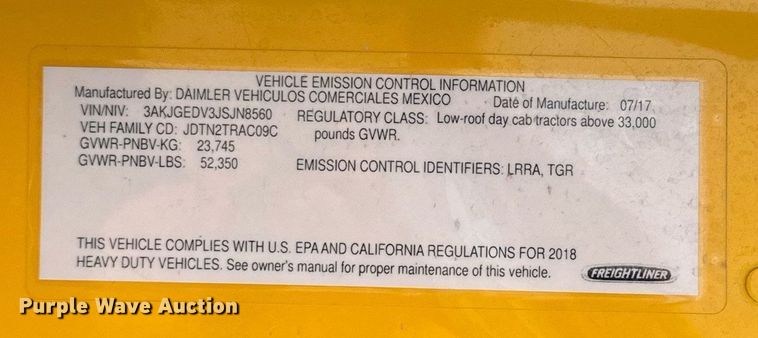 VEHICLE EMISSION CONTROL INFORMATION
Manufactured By: DAIMLER VEHICULOS COMERCIALES MEXICO Date of Manufacture: 07/17
VIN/NIV: 3AKJGEDV3JSJN8560 REGULATORY CLASS: Low-roof day cab tractors above 33,000
VEH FAMILY CD: JDTN2TRAC09C pounds GVWR.
GVWR-PNBV-KG: 23,745
GVWR-PNBV-LBS: 52,350 EMISSION CONTROL IDENTIFIERS: LRRA, TGR
THIS VEHICLE COMPLIES WITH U.S. EPA AND CALIFORNIA REGULATIONS FOR 2018
HEAVY DUTY VEHICLES. See owner's manual for proper maintenance of this vehicle.
FREIGHTLINER
Purple Wave Auction